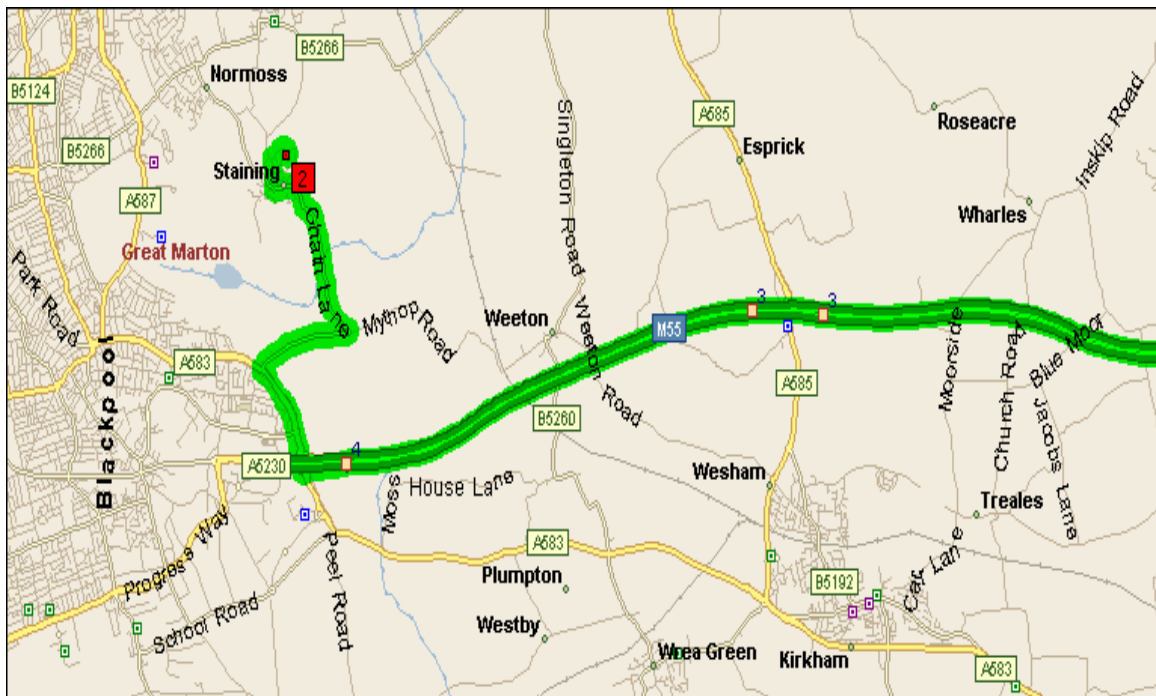 B5266
Normoss
B5124
A585
Roseacre
Inskip Road
B5266
Singleton Road
Esprick
Staining
2
A587
Wharles
Great Marton
Chain Lane
Park Road
Mythop Road
Weeton
M55
3
3
Weeton Road
Moorside
Church Road
Blue Moor
A583
Blackpool
A585
B5260
Jacobs Lane
A5230
4
Moss House Lane
Wesham
Treales
Progress Way
Peel Road
A583
Carr Lane
Plumpton
B5192
School Road
Westby
Wrea Green
Kirkham
A583